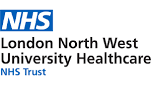 NHS
London North West
University Healthcare
NHS Trust